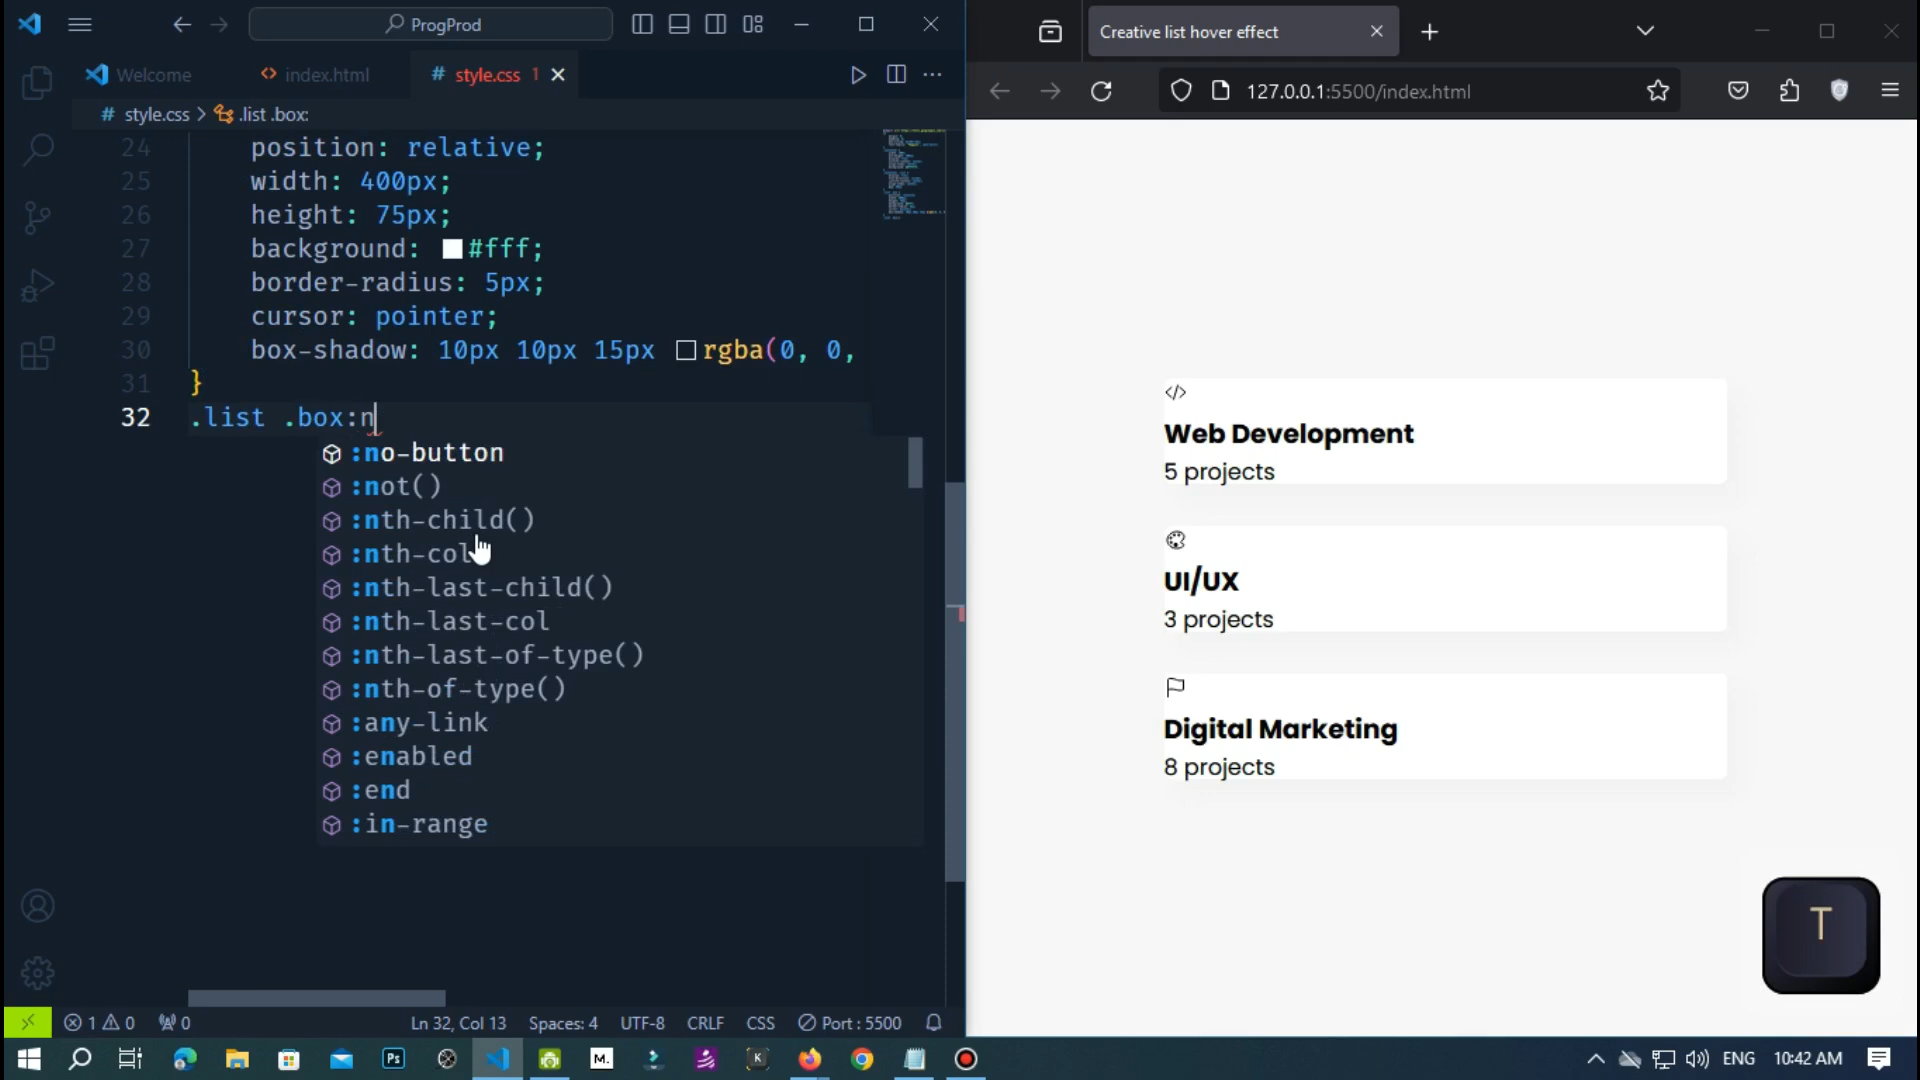 ProgProd
Welcome
index.html
style.css 1
style.css > .list .box:
24 position: relative;
25 width: 400px;
26 height: 75px;
27 background: #fff;
28 border-radius: 5px;
29 cursor: pointer;
30 box-shadow: 10px 10px 15px rgba(0, 0,
31 }
32 .list .box:n
:no-button
:not()
:nth-child()
:nth-col
:nth-last-child()
:nth-last-col
:nth-last-of-type()
:nth-of-type()
:any-link
:enabled
:end
:in-range
1 0 0
Ln 32, Col 13 Spaces: 4 UTF-8 CRLF CSS Port : 5500
Creative list hover effect
127.0.0.1:5500/index.html
</>
Web Development
5 projects
UI/UX
3 projects
Digital Marketing
8 projects
T
Ps
M.
K
ENG 10:42 AM